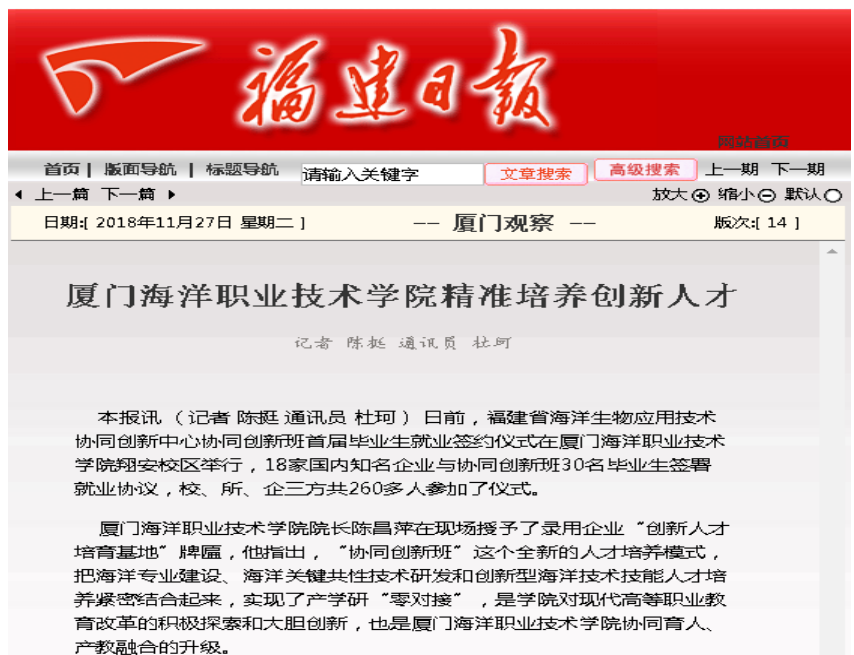 福建日报
网站首页
首页 | 版面导航 | 标题导航 请输入关键字 文章搜索 高级搜索 上一期 下一期
上一篇 下一篇 放大 缩小 默认
日期:[ 2018年11月27日 星期二 ] -- 厦门观察 -- 版次:[ 14 ]
厦门海洋职业技术学院精准培养创新人才
记者 陈挺 通讯员 杜珂
本报讯 （记者 陈挺 通讯员 杜珂 ）日前，福建省海洋生物应用技术
协同创新中心协同创新班首届毕业生就业签约仪式在厦门海洋职业技术
学院翔安校区举行，18家国内知名企业与协同创新班30名毕业生签署
就业协议，校、所、企三方共260多人参加了仪式。
厦门海洋职业技术学院院长陈昌萍在现场授予了录用企业“创新人才
培育基地”牌匾，他指出，“协同创新班”这个全新的人才培养模式，
把海洋专业建设、海洋关键共性技术研发和创新型海洋技术技能人才培
养紧密结合起来，实现了产学研“零对接”，是学院对现代高等职业教
育改革的积极探索和大胆创新，也是厦门海洋职业技术学院协同育人、
产教融合的升级。